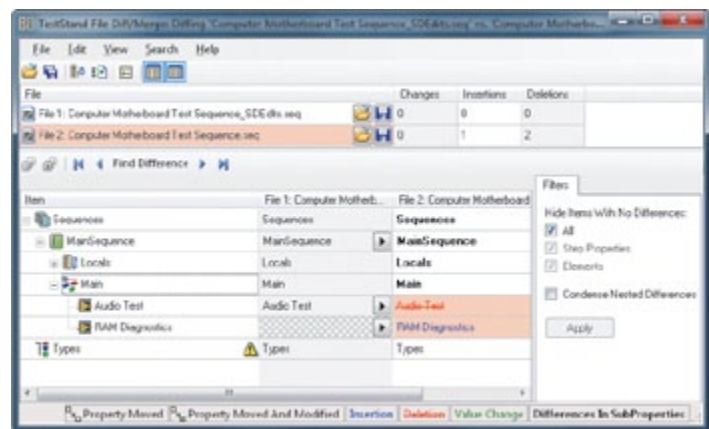 TestStand File Diff/Merge: Diffing 'Computer Motherboard Test Sequence_SDEdits.seq' vs. 'Computer Motherbo...
File Edit View Search Help
File Changes Insertions Deletions
File 1: Computer Motherboard Test Sequence_SDEdits.seq 0 0 0
File 2: Computer Motherboard Test Sequence.seq 0 1 2
Find Difference
Filters
Item File 1: Computer Motherb... File 2: Computer Motherboard
Hide Items With No Differences:
Sequences Sequences Sequences
All
MainSequence MainSequence MainSequence
Step Properties
Locals Locals Locals
Elements
Main Main Main
Condense Nested Differences
Audio Test Audio Test Audio Test
RAM Diagnostics RAM Diagnostics
Apply
Types Types Types
Property Moved Property Moved And Modified Insertion Deletion Value Change Differences In SubProperties